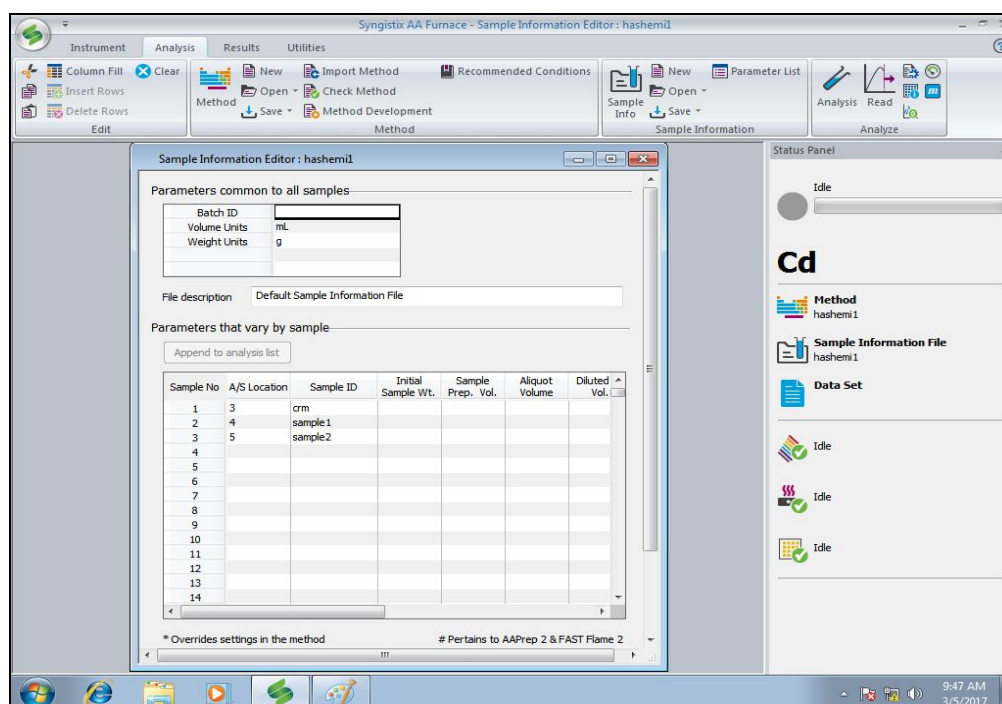 Syngistix AA Furnace - Sample Information Editor : hashemi1
Instrument Analysis Results Utilities
Column Fill Clear
Insert Rows
Delete Rows
Edit
Method
New Import Method Recommended Conditions
Open Check Method
Save Method Development
Method
Sample Info
New Parameter List
Open
Save
Sample Information
Analysis Read
Analyze
Sample Information Editor : hashemi1
Parameters common to all samples
Batch ID
Volume Units mL
Weight Units g
File description Default Sample Information File
Parameters that vary by sample
Append to analysis list
Sample No A/S Location Sample ID Initial Sample Wt. Sample Prep. Vol. Aliquot Volume Diluted Vol.
1 3 crm
2 4 sample1
3 5 sample2
4
5
6
7
8
9
10
11
12
13
14
* Overrides settings in the method # Pertains to AAPrep 2 & FAST Flame 2
Status Panel
Idle
Cd
Method
hashemi1
Sample Information File
hashemi1
Data Set
Idle
Idle
Idle
9:47 AM
3/5/2017